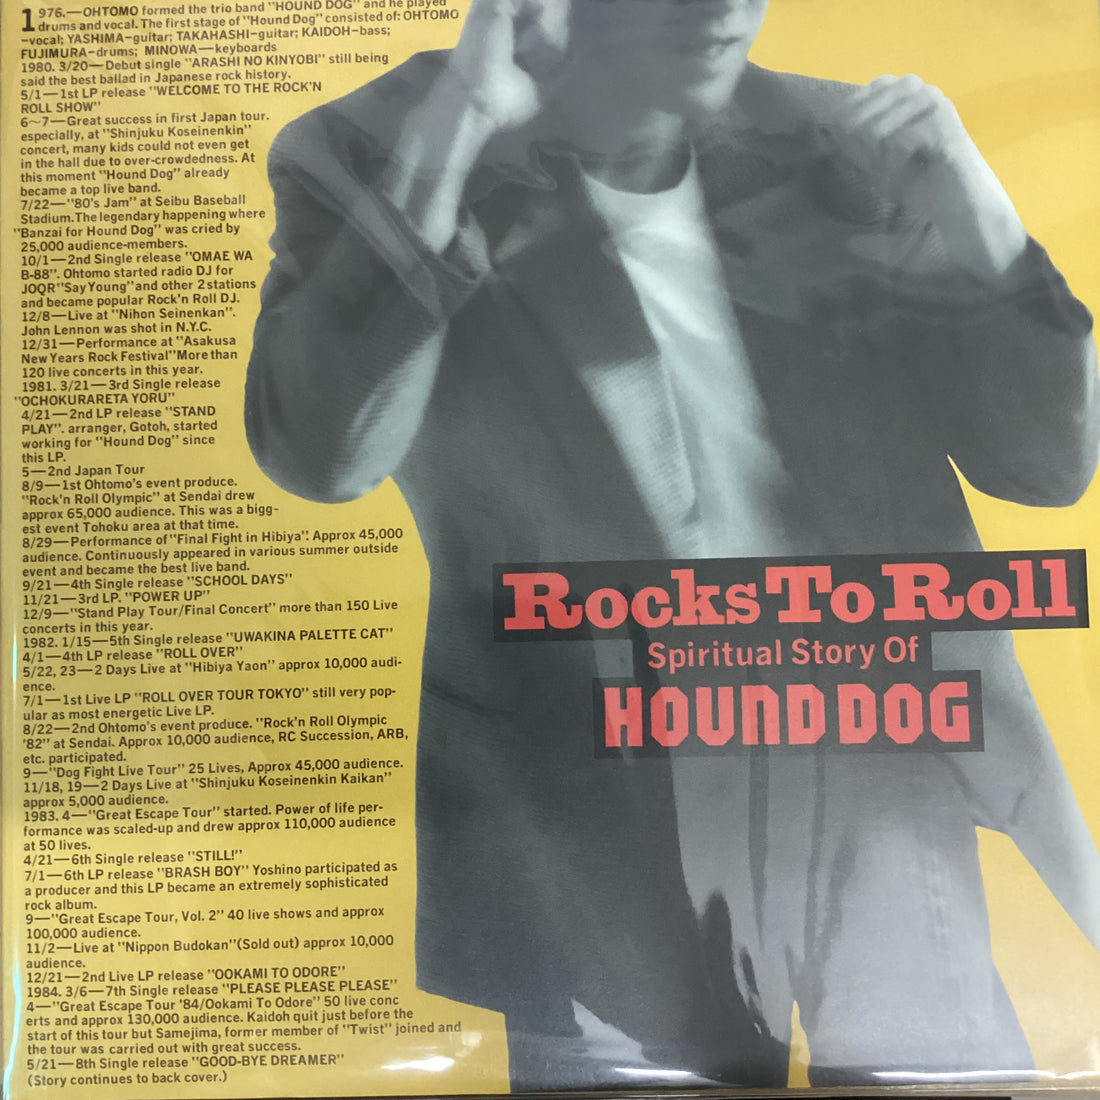 1976.—OHTOMO formed the trio band "HOUND DOG" and he played
drums and vocal. The first stage of "Hound Dog" consisted of: OHTOMO
-vocal; YASHIMA-guitar; TAKAHASHI-guitar; KAIDOH-bass;
FUJIMURA-drums; MINOWA—keyboards
1980. 3/20—Debut single "ARASHI NO KINYOBI" still being
said the best ballad in Japanese rock history.
5/1—1st LP release "WELCOME TO THE ROCK'N
ROLL SHOW"
6~7—Great success in first Japan tour.
especially, at "Shinjuku Koseinenkin"
concert, many kids could not even get
in the hall due to over-crowdedness. At
this moment "Hound Dog" already
became a top live band.
7/22—"80's Jam" at Seibu Baseball
Stadium. The legendary happening where
"Banzai for Hound Dog" was cried by
25,000 audience-members.
10/1—2nd Single release "OMAE WA
B-88". Ohtomo started radio DJ for
JOQR "Say Young" and other 2 stations
and became popular Rock'n Roll DJ.
12/8—Live at "Nihon Seinenkan".
John Lennon was shot in N.Y.C.
12/31—Performance at "Asakusa
New Years Rock Festival" More than
120 live concerts in this year.
1981. 3/21—3rd Single release
"OCHOKURARETA YORU"
4/21—2nd LP release "STAND
PLAY". arranger, Gotoh, started
working for "Hound Dog" since
this LP.
5—2nd Japan Tour
8/9—1st Ohtomo's event produce.
"Rock'n Roll Olympic" at Sendai drew
approx 65,000 audience. This was a bigg-
est event Tohoku area at that time.
8/29—Performance of "Final Fight in Hibiya". Approx 45,000
audience. Continuously appeared in various summer outside
event and became the best live band.
9/21—4th Single release "SCHOOL DAYS"
11/21—3rd LP. "POWER UP"
12/9—"Stand Play Tour/Final Concert" more than 150 Live
concerts in this year.
1982. 1/15—5th Single release "UWAKINA PALETTE CAT"
4/1—4th LP release "ROLL OVER"
5/22, 23—2 Days Live at "Hibiya Yaon" approx 10,000 audi-
ence.
7/1—1st Live LP "ROLL OVER TOUR TOKYO" still very pop-
ular as most energetic Live LP.
8/22—2nd Ohtomo's event produce. "Rock'n Roll Olympic
'82" at Sendai. Approx 10,000 audience, RC Succession, ARB,
etc. participated.
9—"Dog Fight Live Tour" 25 Lives, Approx 45,000 audience.
11/18, 19—2 Days Live at "Shinjuku Koseinenkin Kaikan"
approx 5,000 audience.
1983. 4—"Great Escape Tour" started. Power of life per-
formance was scaled-up and drew approx 110,000 audience
at 50 lives.
4/21—6th Single release "STILL!"
7/1—6th LP release "BRASH BOY" Yoshino participated as
a producer and this LP became an extremely sophisticated
rock album.
9—"Great Escape Tour, Vol. 2" 40 live shows and approx
100,000 audience.
11/2—Live at "Nippon Budokan" (Sold out) approx 10,000
audience.
12/21—2nd Live LP release "OOKAMI TO ODORE"
1984. 3/6—7th Single release "PLEASE PLEASE PLEASE"
4—"Great Escape Tour '84/Ookami To Odore" 50 live conc
erts and approx 130,000 audience. Kaidoh quit just before the
start of this tour but Samejima, former member of "Twist" joined and
the tour was carried out with great success.
5/21—8th Single release "GOOD-BYE DREAMER"
(Story continues to back cover.)
Rocks To Roll
Spiritual Story Of
HOUND DOG